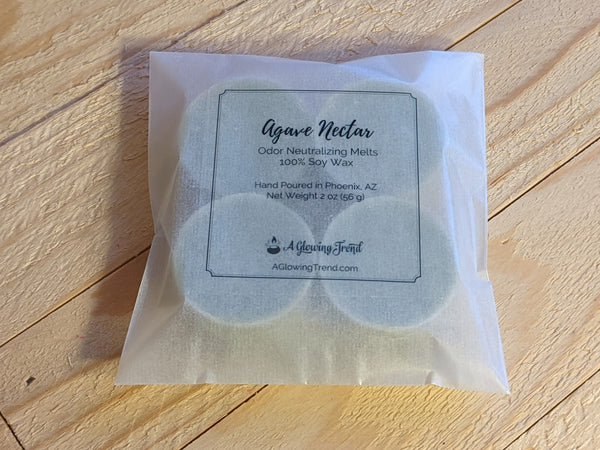 Agave Nectar
Odor Neutralizing Melts
100% Soy Wax
Hand Poured in Phoenix, AZ
Net Weight 2 oz (56 g)
A Glowing Trend
AGlowingTrend.com